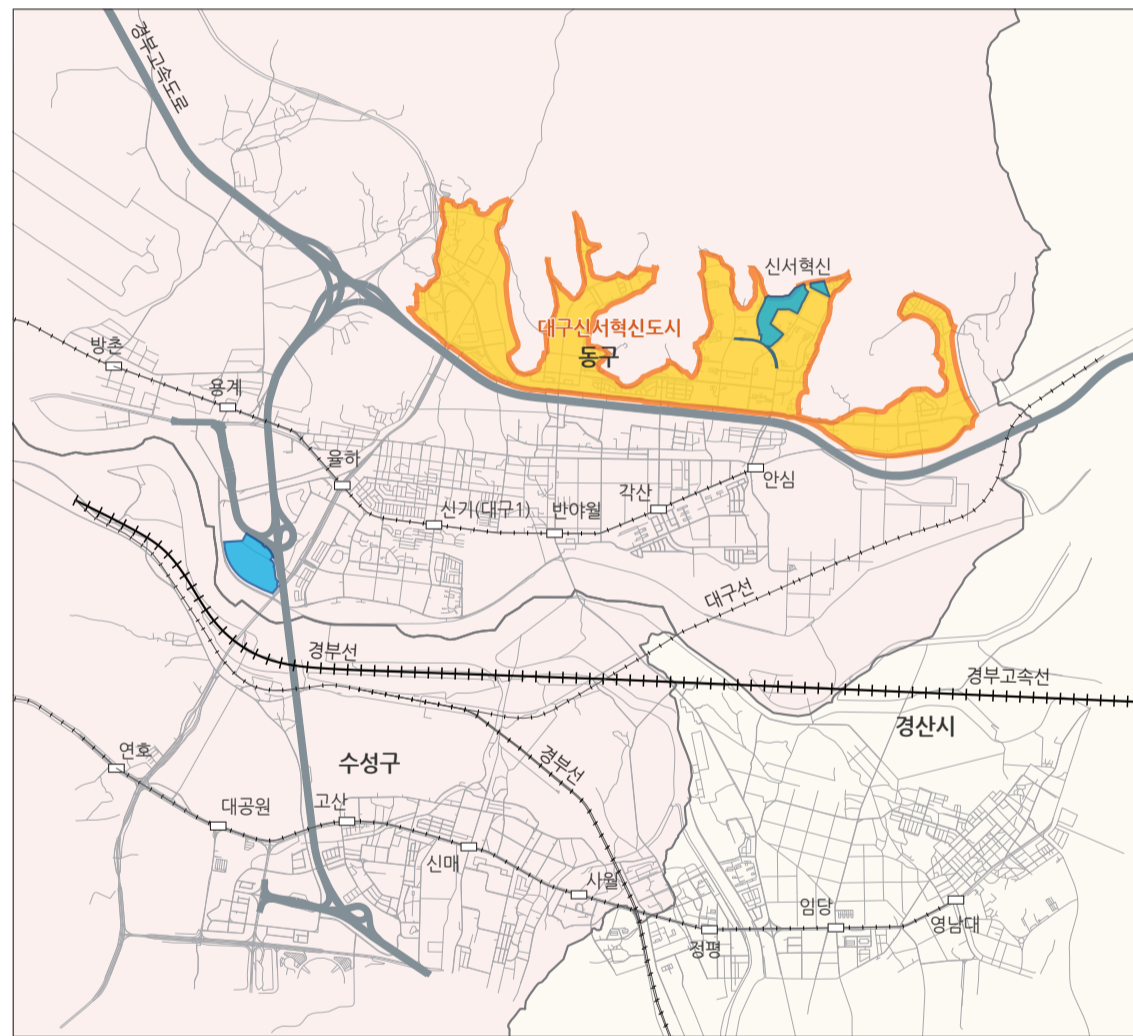 경부고속도로
신서혁신
대구신서혁신도시
동구
방촌
용계
율하
신기(대구1)
반야월
각산
안심
대구선
경부선
경부고속선
경산시
연호
수성구
경부선
대공원
고산
신매
사월
정평
임당
영남대